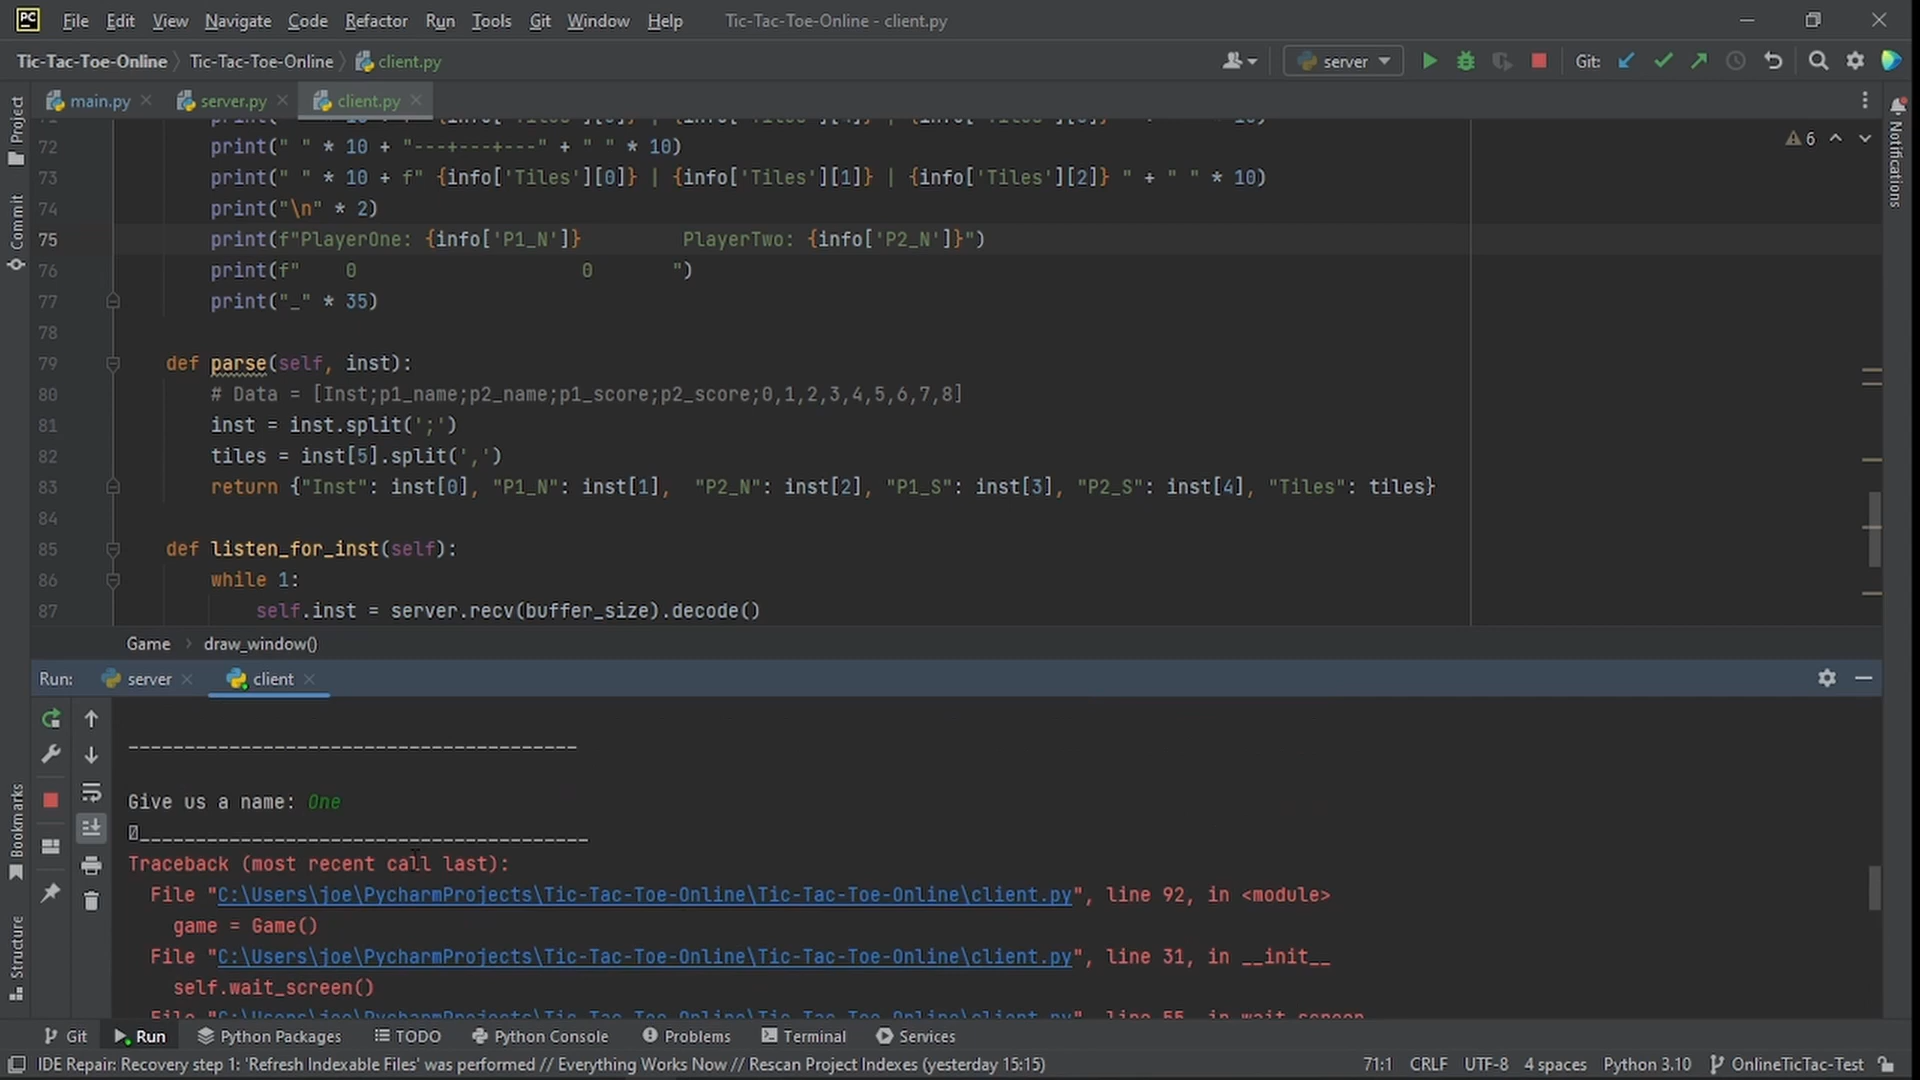 PC File Edit View Navigate Code Refactor Run Tools Git Window Help Tic-Tac-Toe-Online - client.py
Tic-Tac-Toe-Online Tic-Tac-Toe-Online client.py server Git:
main.py server.py client.py
Project
Commit
Bookmarks
Structure
Notifications
6
72 print(" " * 10 + "---+---+---" + " " * 10)
73 print(" " * 10 + f" {info['Tiles'][0]} | {info['Tiles'][1]} | {info['Tiles'][2]} " + " " * 10)
74 print("\n" * 2)
75 print(f"PlayerOne: {info['P1_N']}         PlayerTwo: {info['P2_N']}")
76 print(f"    0                    0       ")
77 print("_" * 35)
78
79 def parse(self, inst):
80 # Data = [Inst;p1_name;p2_name;p1_score;p2_score;0,1,2,3,4,5,6,7,8]
81 inst = inst.split(';')
82 tiles = inst[5].split(',')
83 return {"Inst": inst[0], "P1_N": inst[1],  "P2_N": inst[2], "P1_S": inst[3], "P2_S": inst[4], "Tiles": tiles}
84
85 def listen_for_inst(self):
86 while 1:
87 self.inst = server.recv(buffer_size).decode()
Game draw_window()
Run: server client
----------------------------------------
Give us a name: One
________________________________________
Traceback (most recent call last):
File "C:\Users\joe\PycharmProjects\Tic-Tac-Toe-Online\Tic-Tac-Toe-Online\client.py", line 92, in <module>
game = Game()
File "C:\Users\joe\PycharmProjects\Tic-Tac-Toe-Online\Tic-Tac-Toe-Online\client.py", line 31, in __init__
self.wait_screen()
File "C:\Users\joe\PycharmProjects\Tic-Tac-Toe-Online\Tic-Tac-Toe-Online\client.py", line 55, in wait_screen
Git Run Python Packages TODO Python Console Problems Terminal Services
IDE Repair: Recovery step 1: 'Refresh Indexable Files' was performed // Everything Works Now // Rescan Project Indexes (yesterday 15:15) 71:1 CRLF UTF-8 4 spaces Python 3.10 OnlineTicTac-Test